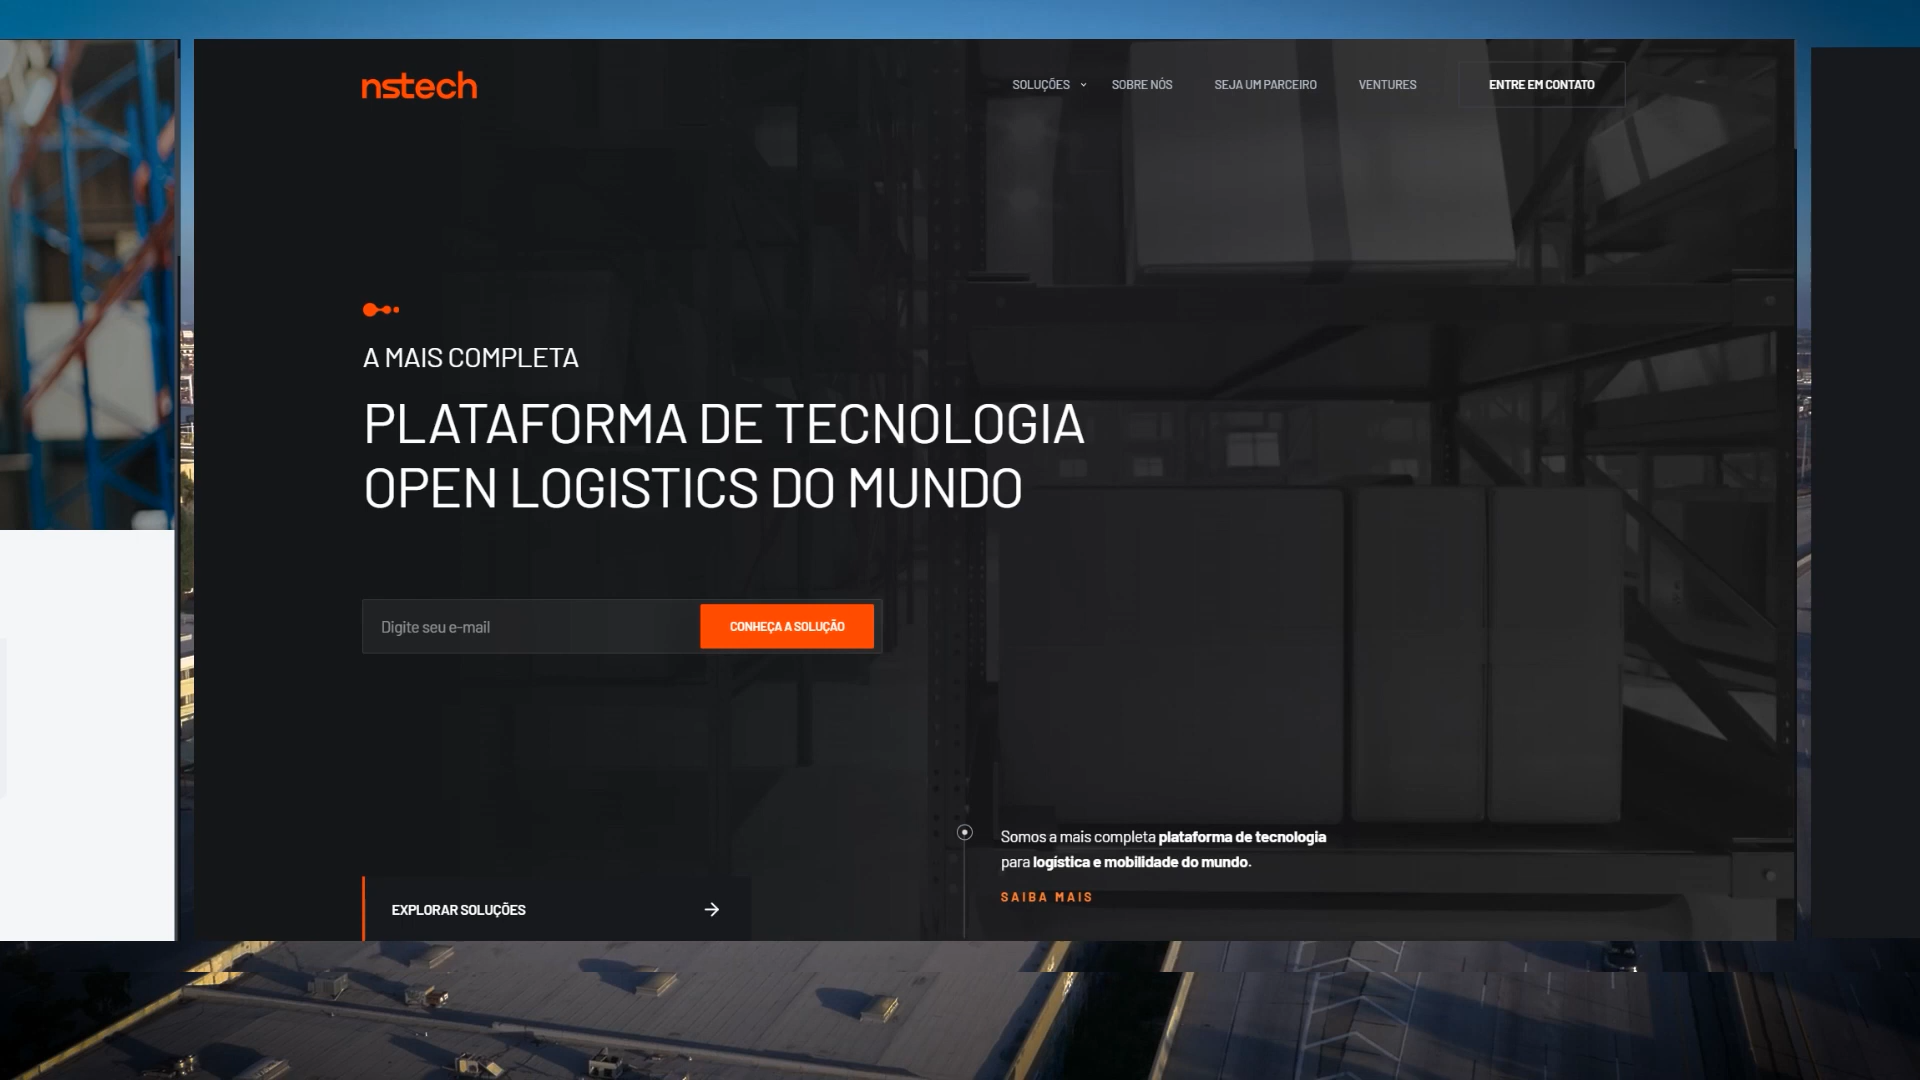 nstech
SOLUÇÕES
SOBRE NÓS
SEJA UM PARCEIRO
VENTURES
ENTRE EM CONTATO
A MAIS COMPLETA
PLATAFORMA DE TECNOLOGIA
OPEN LOGISTICS DO MUNDO
Digite seu e-mail
CONHEÇA A SOLUÇÃO
Somos a mais completa plataforma de tecnologia
para logística e mobilidade do mundo.
SAIBA MAIS
EXPLORAR SOLUÇÕES